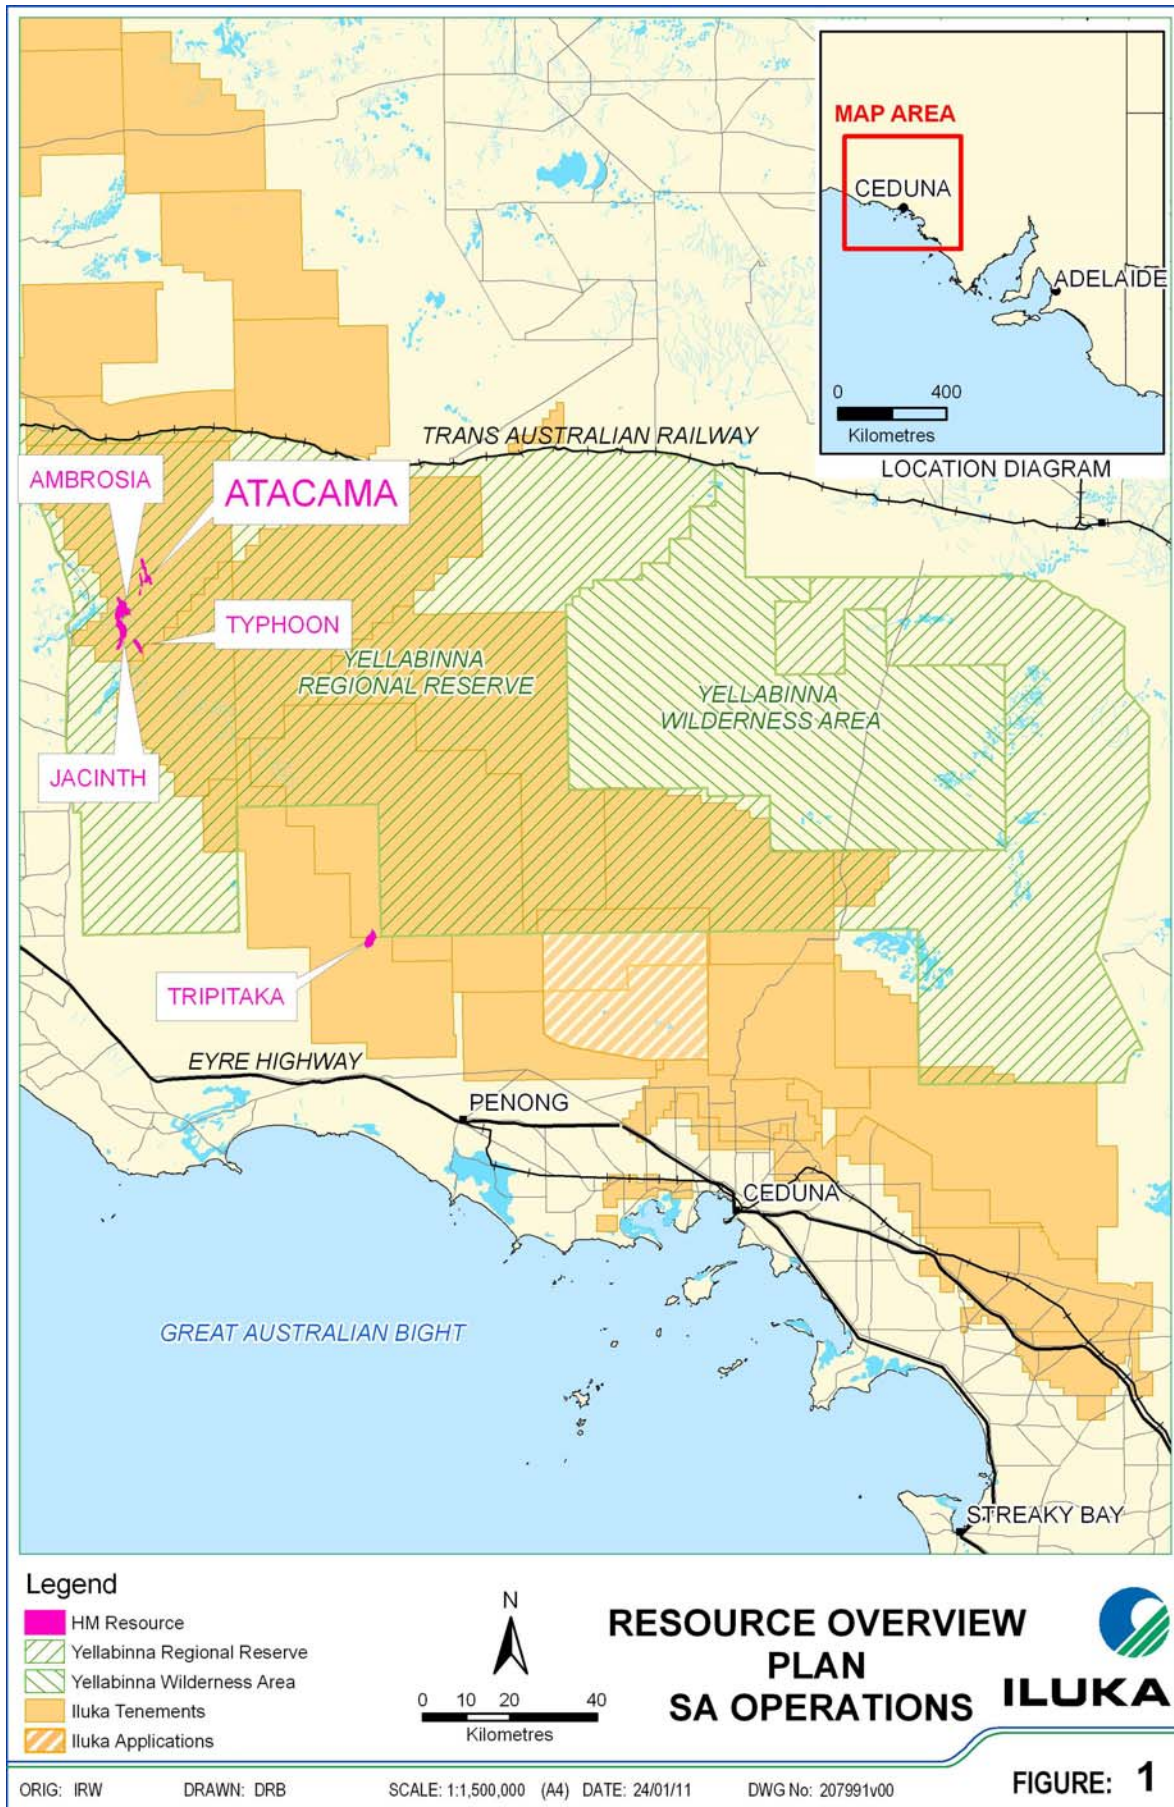 MAP AREA
CEDUNA
ADELAIDE
0 400
Kilometres
LOCATION DIAGRAM
TRANS AUSTRALIAN RAILWAY
AMBROSIA
ATACAMA
TYPHOON
YELLABINNA
REGIONAL RESERVE
YELLABINNA
WILDERNESS AREA
JACINTH
TRIPITAKA
EYRE HIGHWAY
PENONG
CEDUNA
GREAT AUSTRALIAN BIGHT
STREAKY BAY
Legend
HM Resource
Yellabinna Regional Reserve
Yellabinna Wilderness Area
Iluka Tenements
Iluka Applications
N
0 10 20 40
Kilometres
RESOURCE OVERVIEW
PLAN
SA OPERATIONS
ILUKA
ORIG: IRW DRAWN: DRB SCALE: 1:1,500,000 (A4) DATE: 24/01/11 DWG No: 207991v00
FIGURE: 1